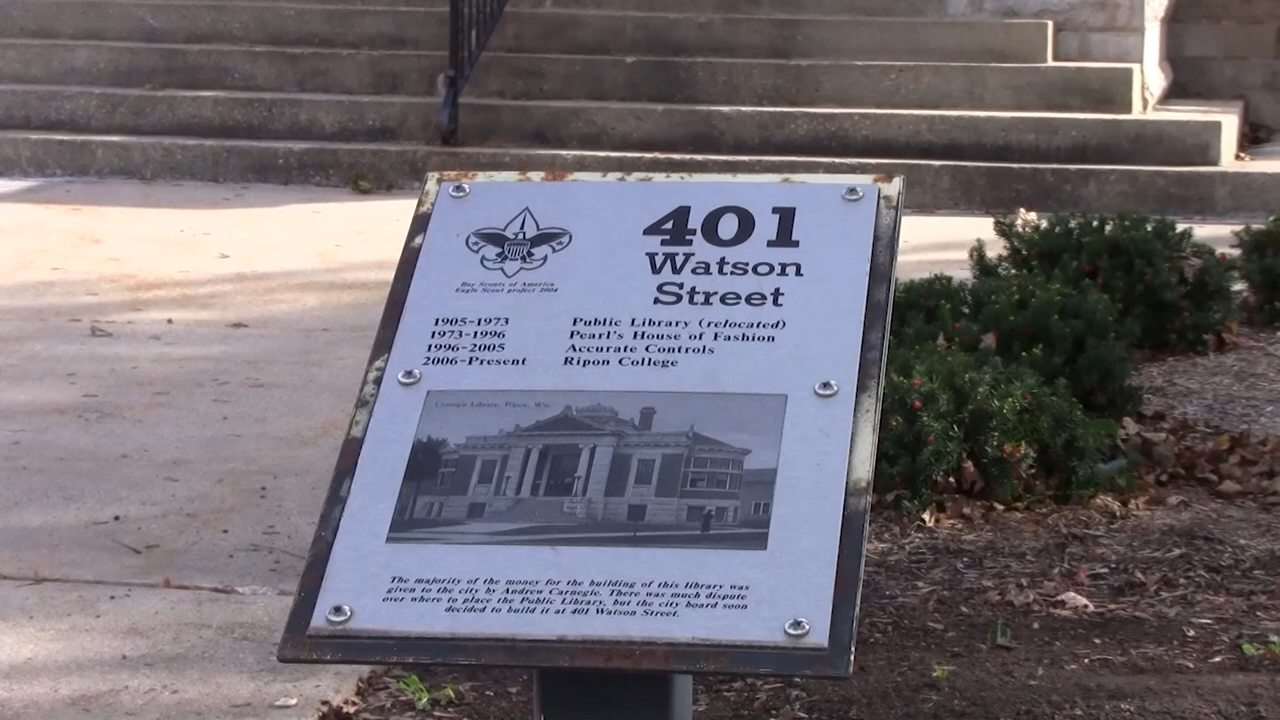 401
Watson
Street
Boy Scouts of America
Eagle Scout project 2004
1905-1973 Public Library (relocated)
1973-1996 Pearl's House of Fashion
1996-2005 Accurate Controls
2006-Present Ripon College
Carnegie Library, Ripon, Wis.
The majority of the money for the building of this library was
given to the city by Andrew Carnegie. There was much dispute
over where to place the Public Library, but the city board soon
decided to build it at 401 Watson Street.